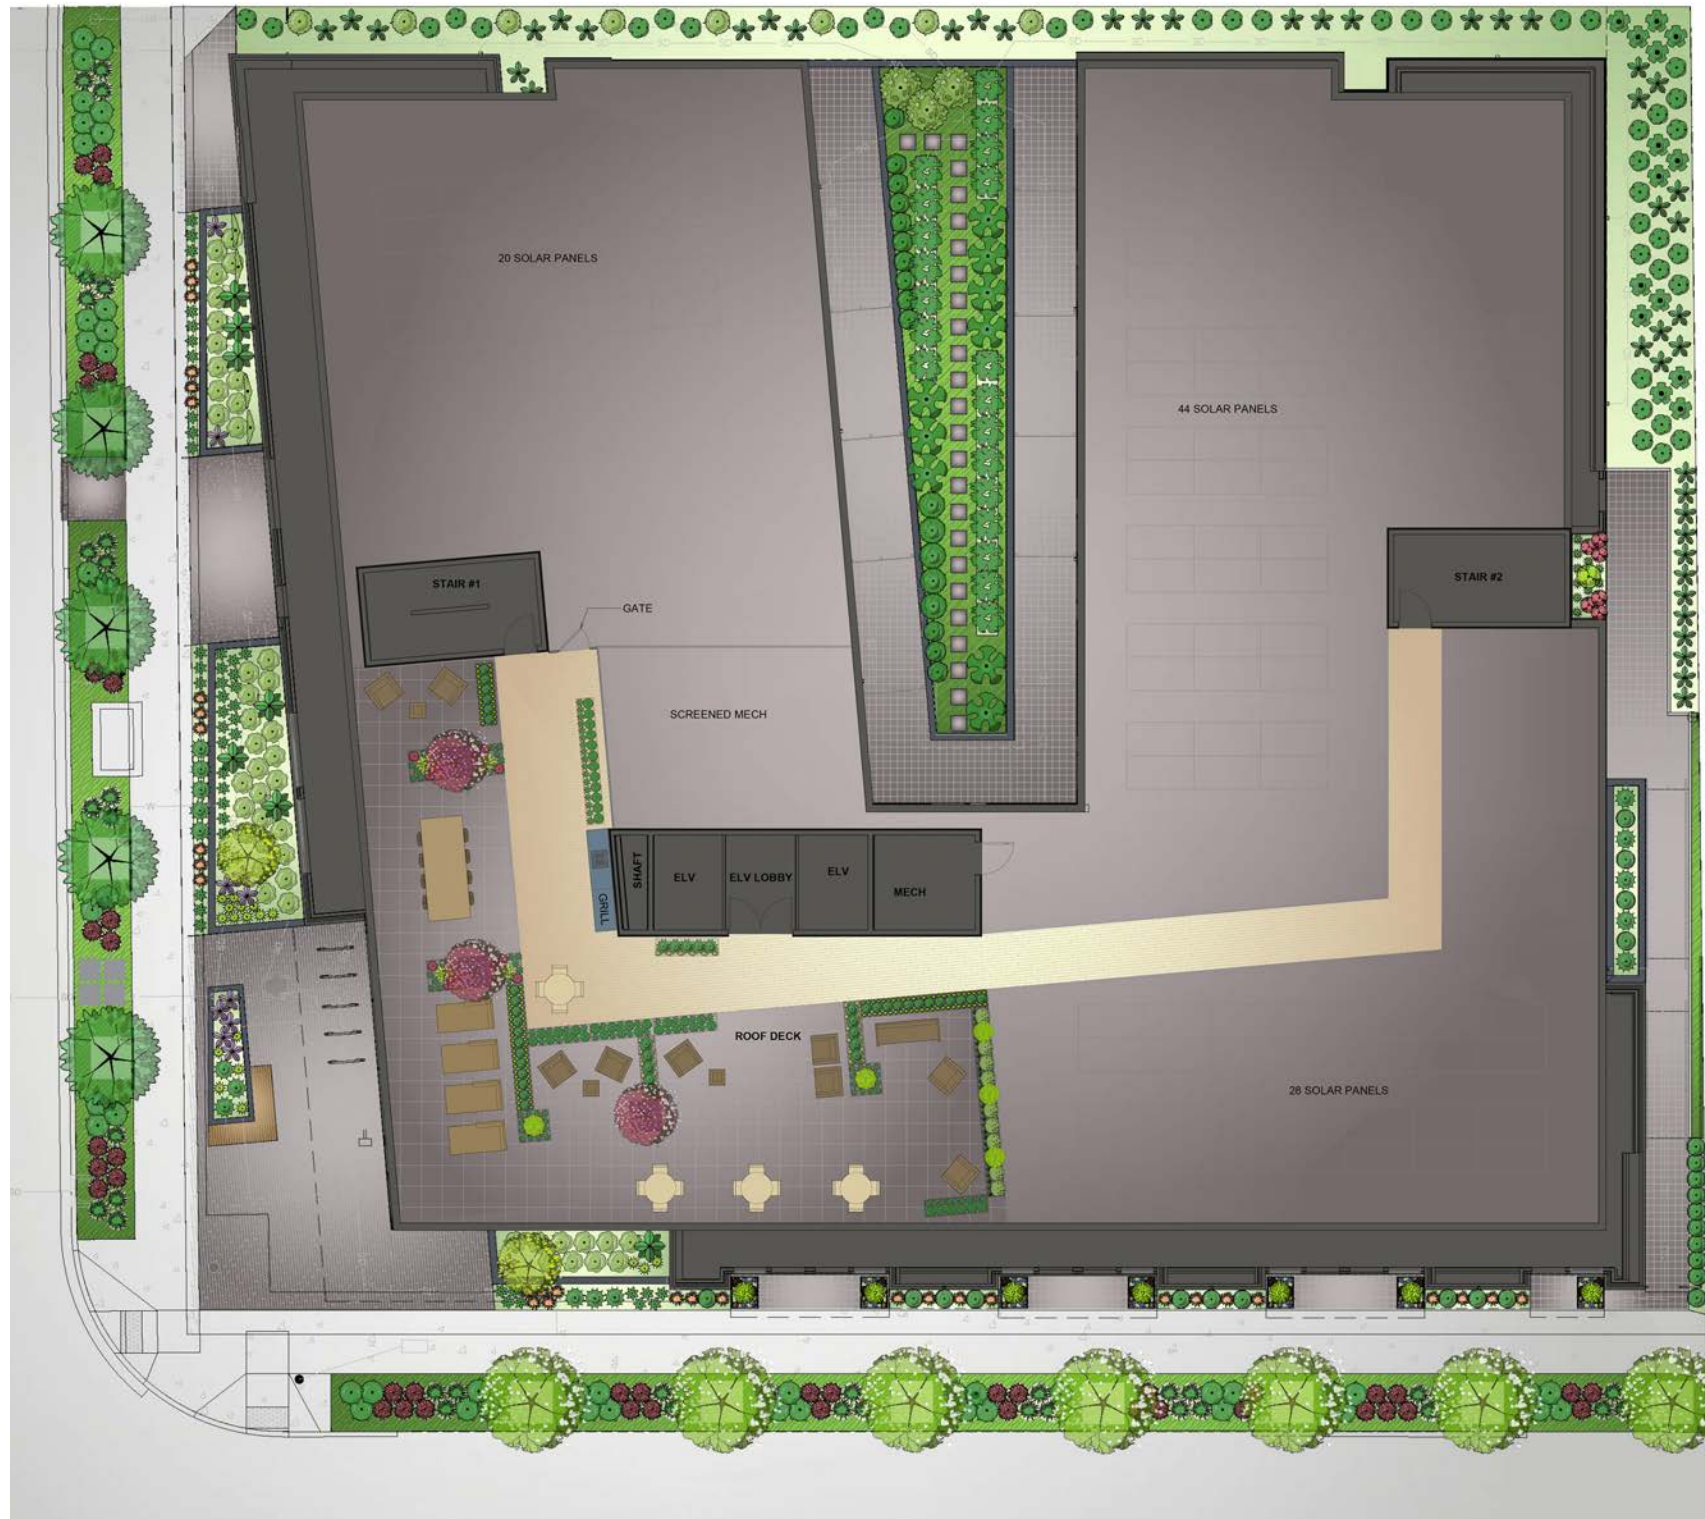 20 SOLAR PANELS
44 SOLAR PANELS
STAIR #1
STAIR #2
GATE
SCREENED MECH
SHAFT
ELV
ELV LOBBY
ELV
MECH
GRILL
ROOF DECK
28 SOLAR PANELS